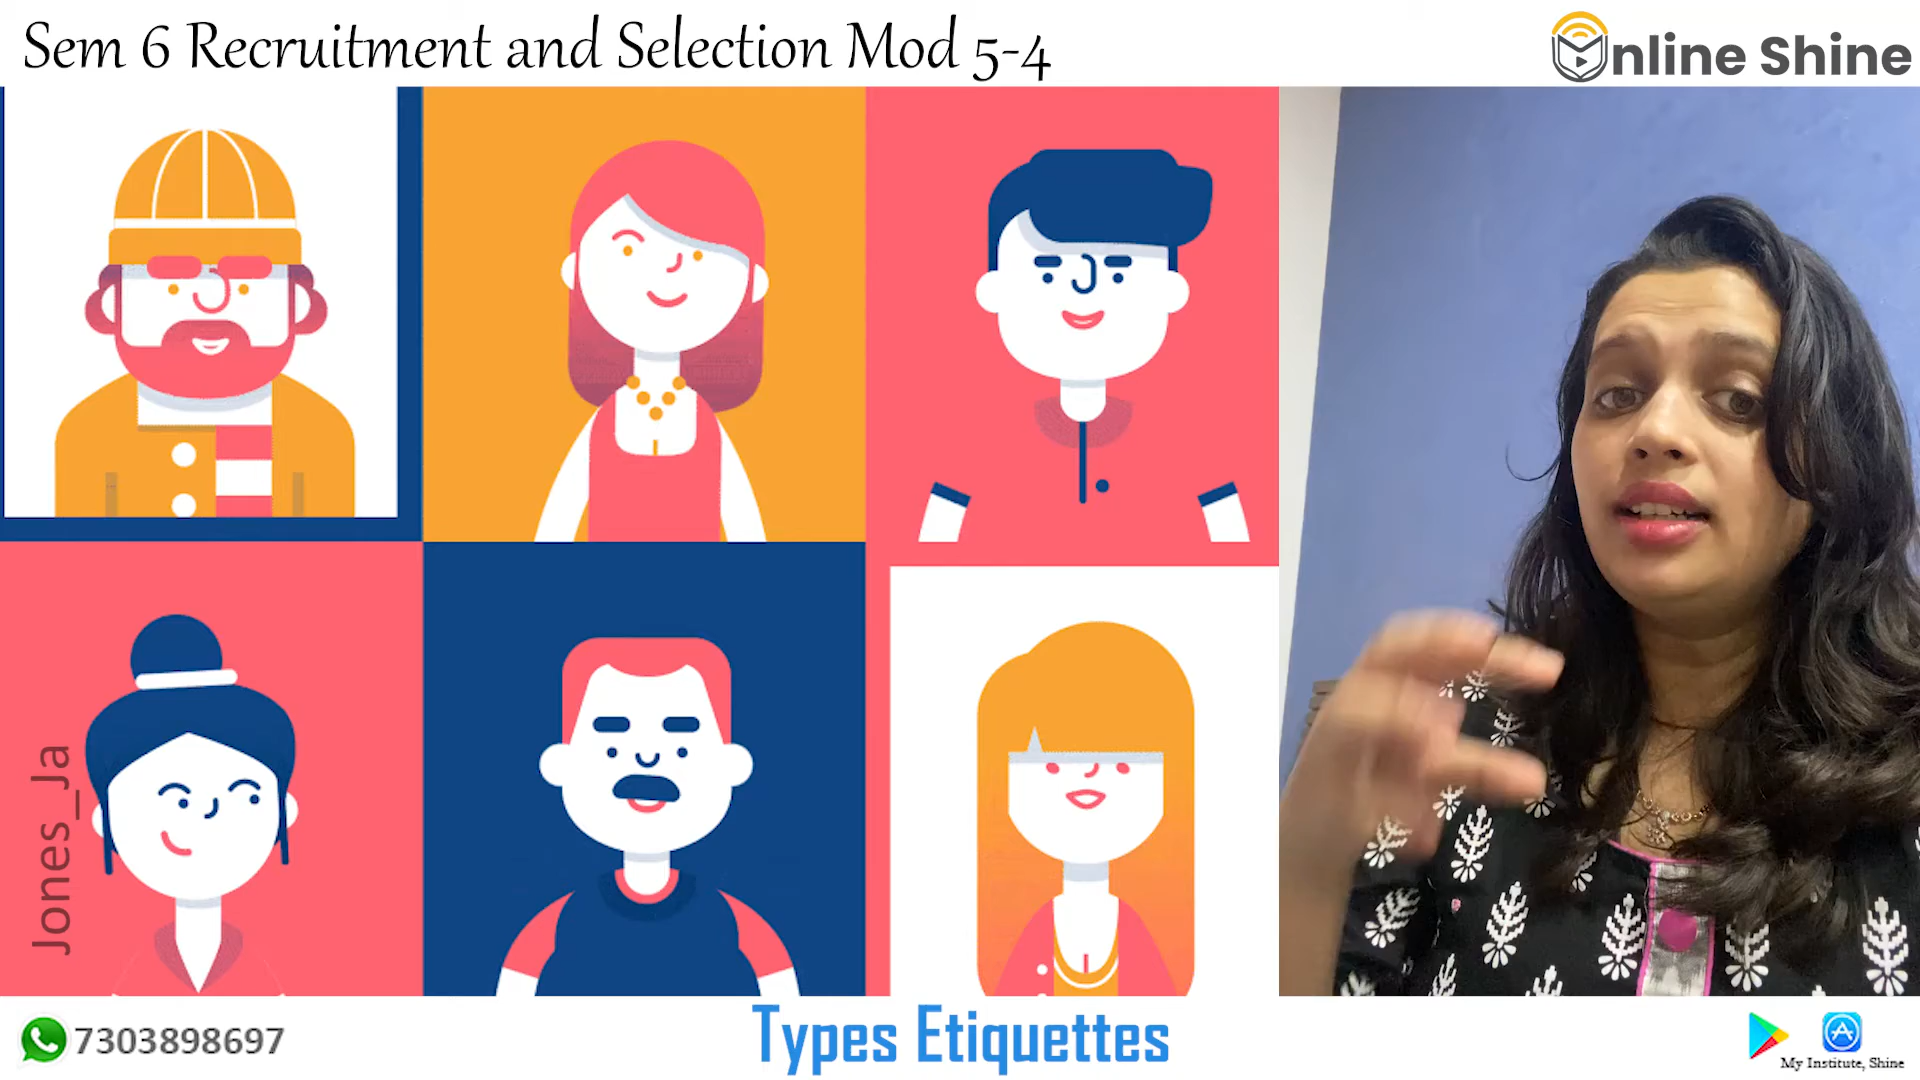 Sem 6 Recruitment and Selection Mod 5-4
Online Shine
Jones_Ja
7303898697
Types Etiquettes
My Institute, Shine